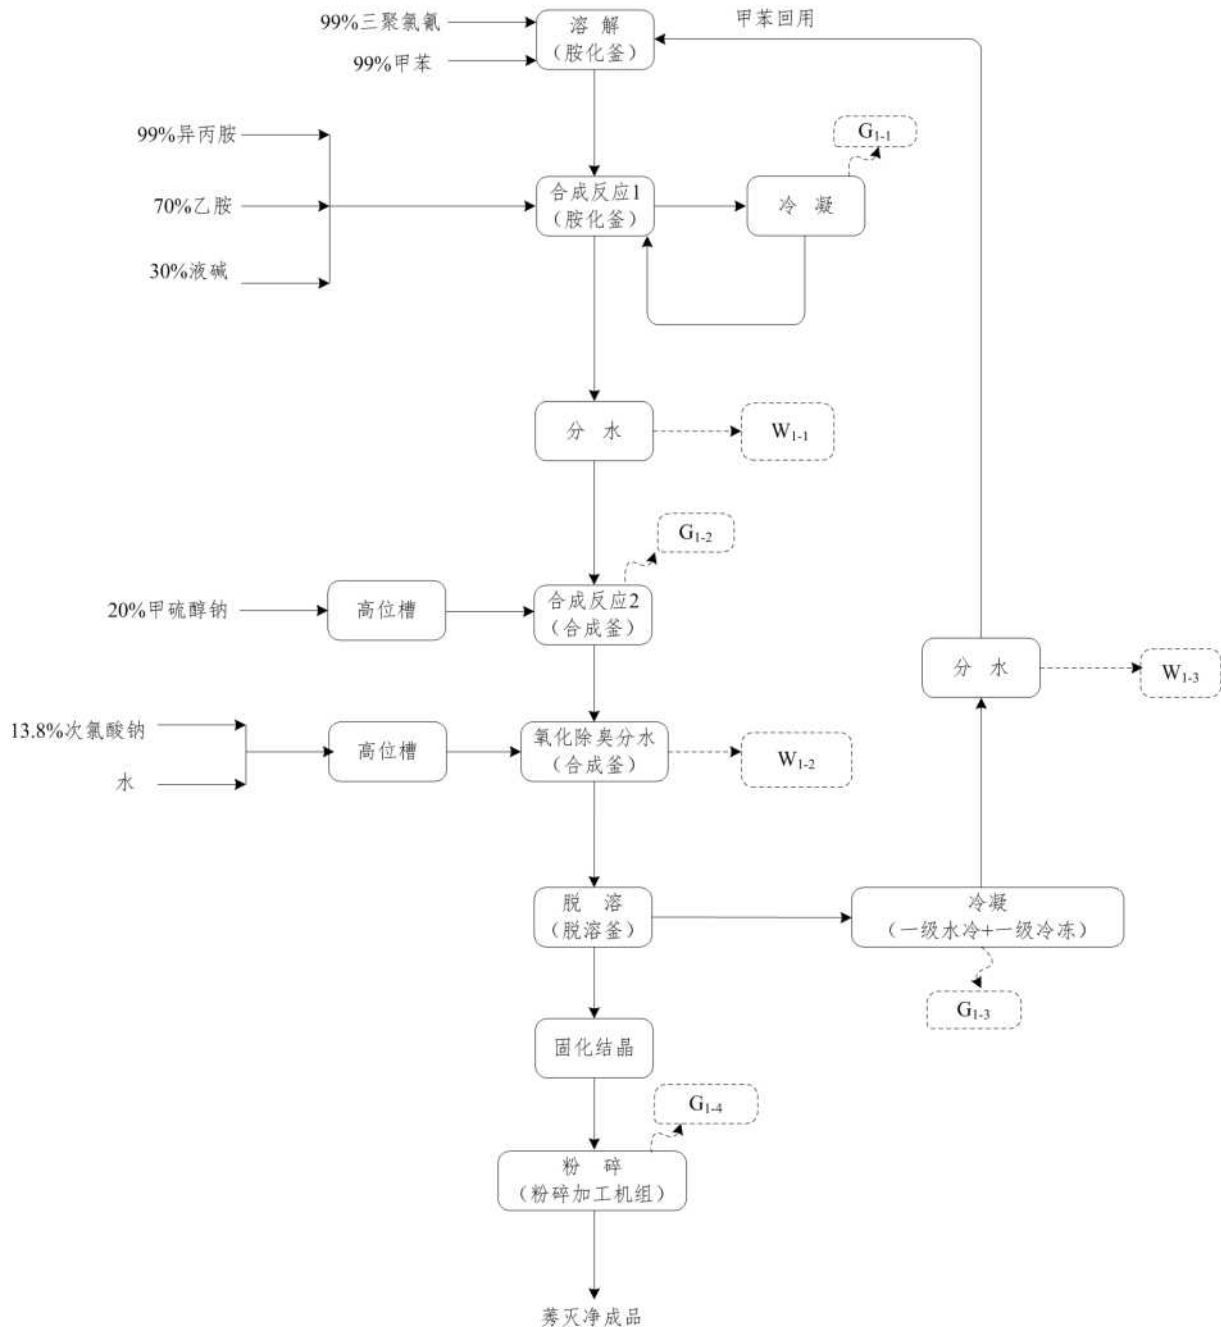 99%三聚氯氰
99%甲苯
溶 解
（胺化釜）
甲苯回用
99%异丙胺
70%乙胺
30%液碱
合成反应1
（胺化釜）
冷 凝
G1-1
分 水
W1-1
G1-2
20%甲硫醇钠
高位槽
合成反应2
（合成釜）
分 水
W1-3
13.8%次氯酸钠
水
高位槽
氧化除臭分水
（合成釜）
W1-2
脱 溶
（脱溶釜）
冷凝
（一级水冷+一级冷冻）
G1-3
固化结晶
G1-4
粉 碎
（粉碎加工机组）
莠灭净成品